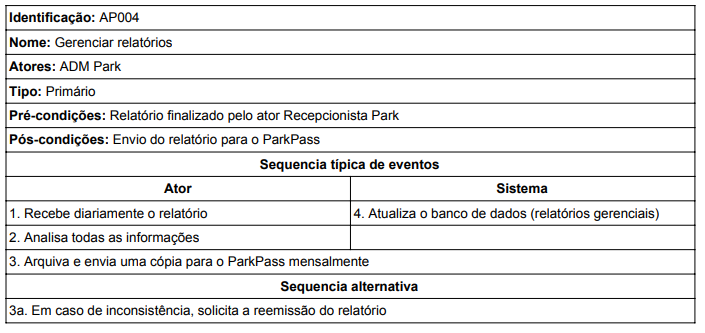 Identificação: AP004
Nome: Gerenciar relatórios
Atores: ADM Park
Tipo: Primário
Pré-condições: Relatório finalizado pelo ator Recepcionista Park
Pós-condições: Envio do relatório para o ParkPass
Sequencia típica de eventos
Ator Sistema
1. Recebe diariamente o relatório 4. Atualiza o banco de dados (relatórios gerenciais)
2. Analisa todas as informações
3. Arquiva e envia uma cópia para o ParkPass mensalmente
Sequencia alternativa
3a. Em caso de inconsistência, solicita a reemissão do relatório